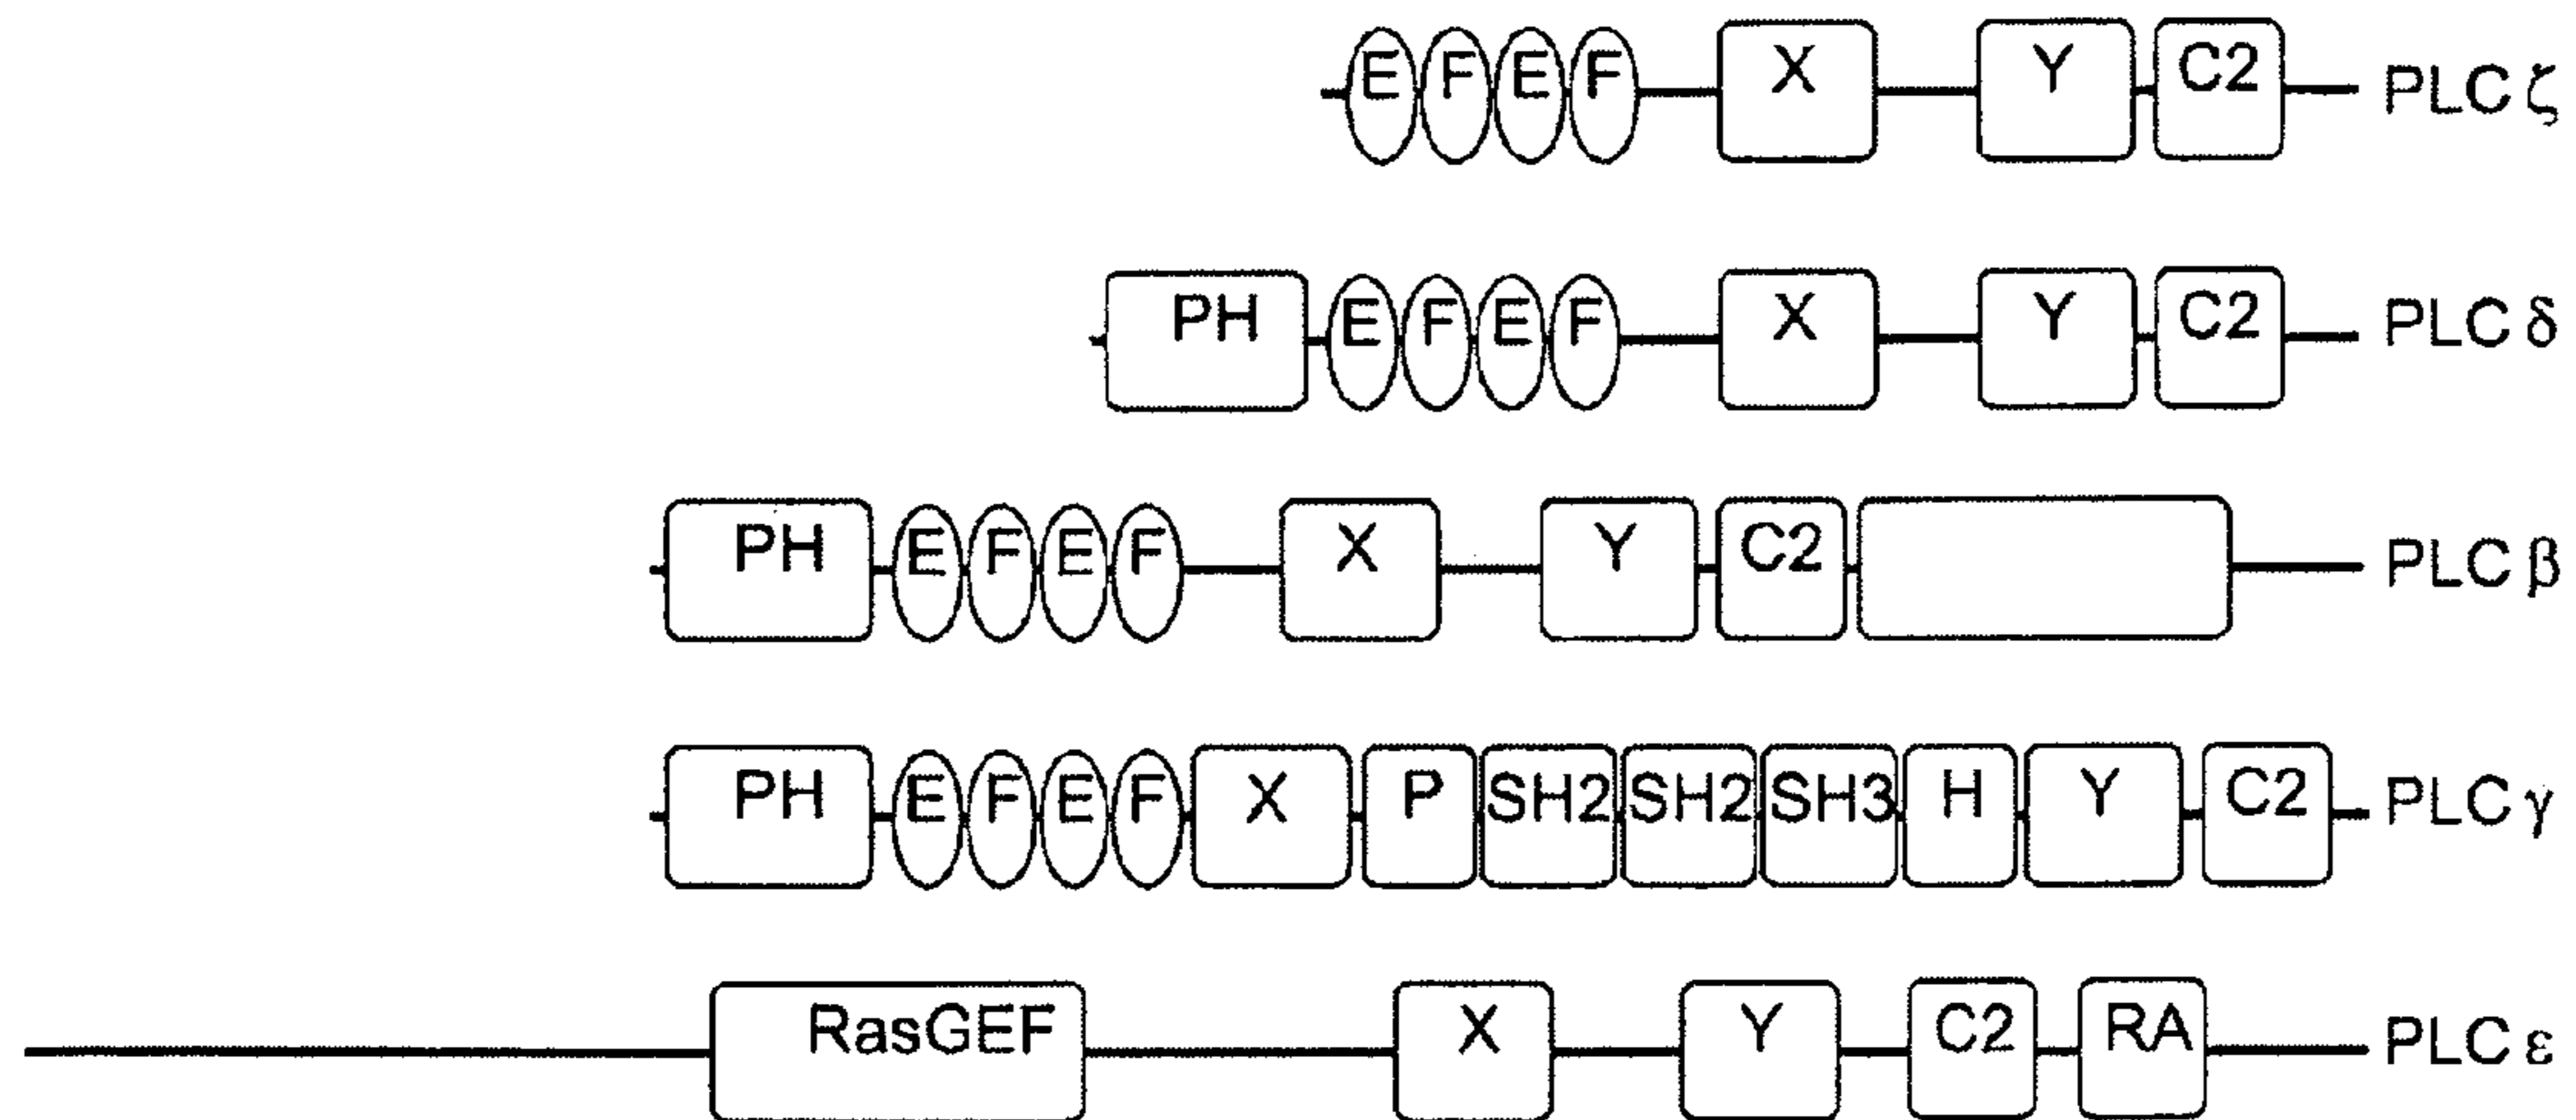 E F E F X Y C2 PLC ζ
PH E F E F X Y C2 PLC δ
PH E F E F X Y C2 PLC β
PH E F E F X P SH2 SH2 SH3 H Y C2 PLC γ
RasGEF X Y C2 RA PLC ε